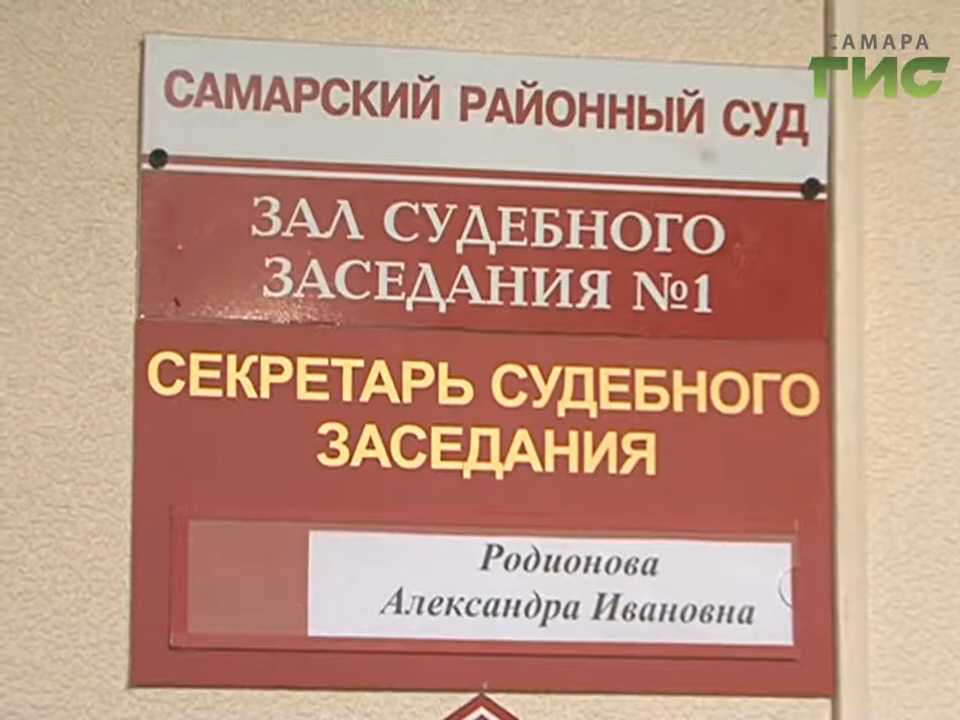 САМАРА
ГИС
САМАРСКИЙ РАЙОННЫЙ СУД
ЗАЛ СУДЕБНОГО
ЗАСЕДАНИЯ №1
СЕКРЕТАРЬ СУДЕБНОГО
ЗАСЕДАНИЯ
Родионова
Александра Ивановна